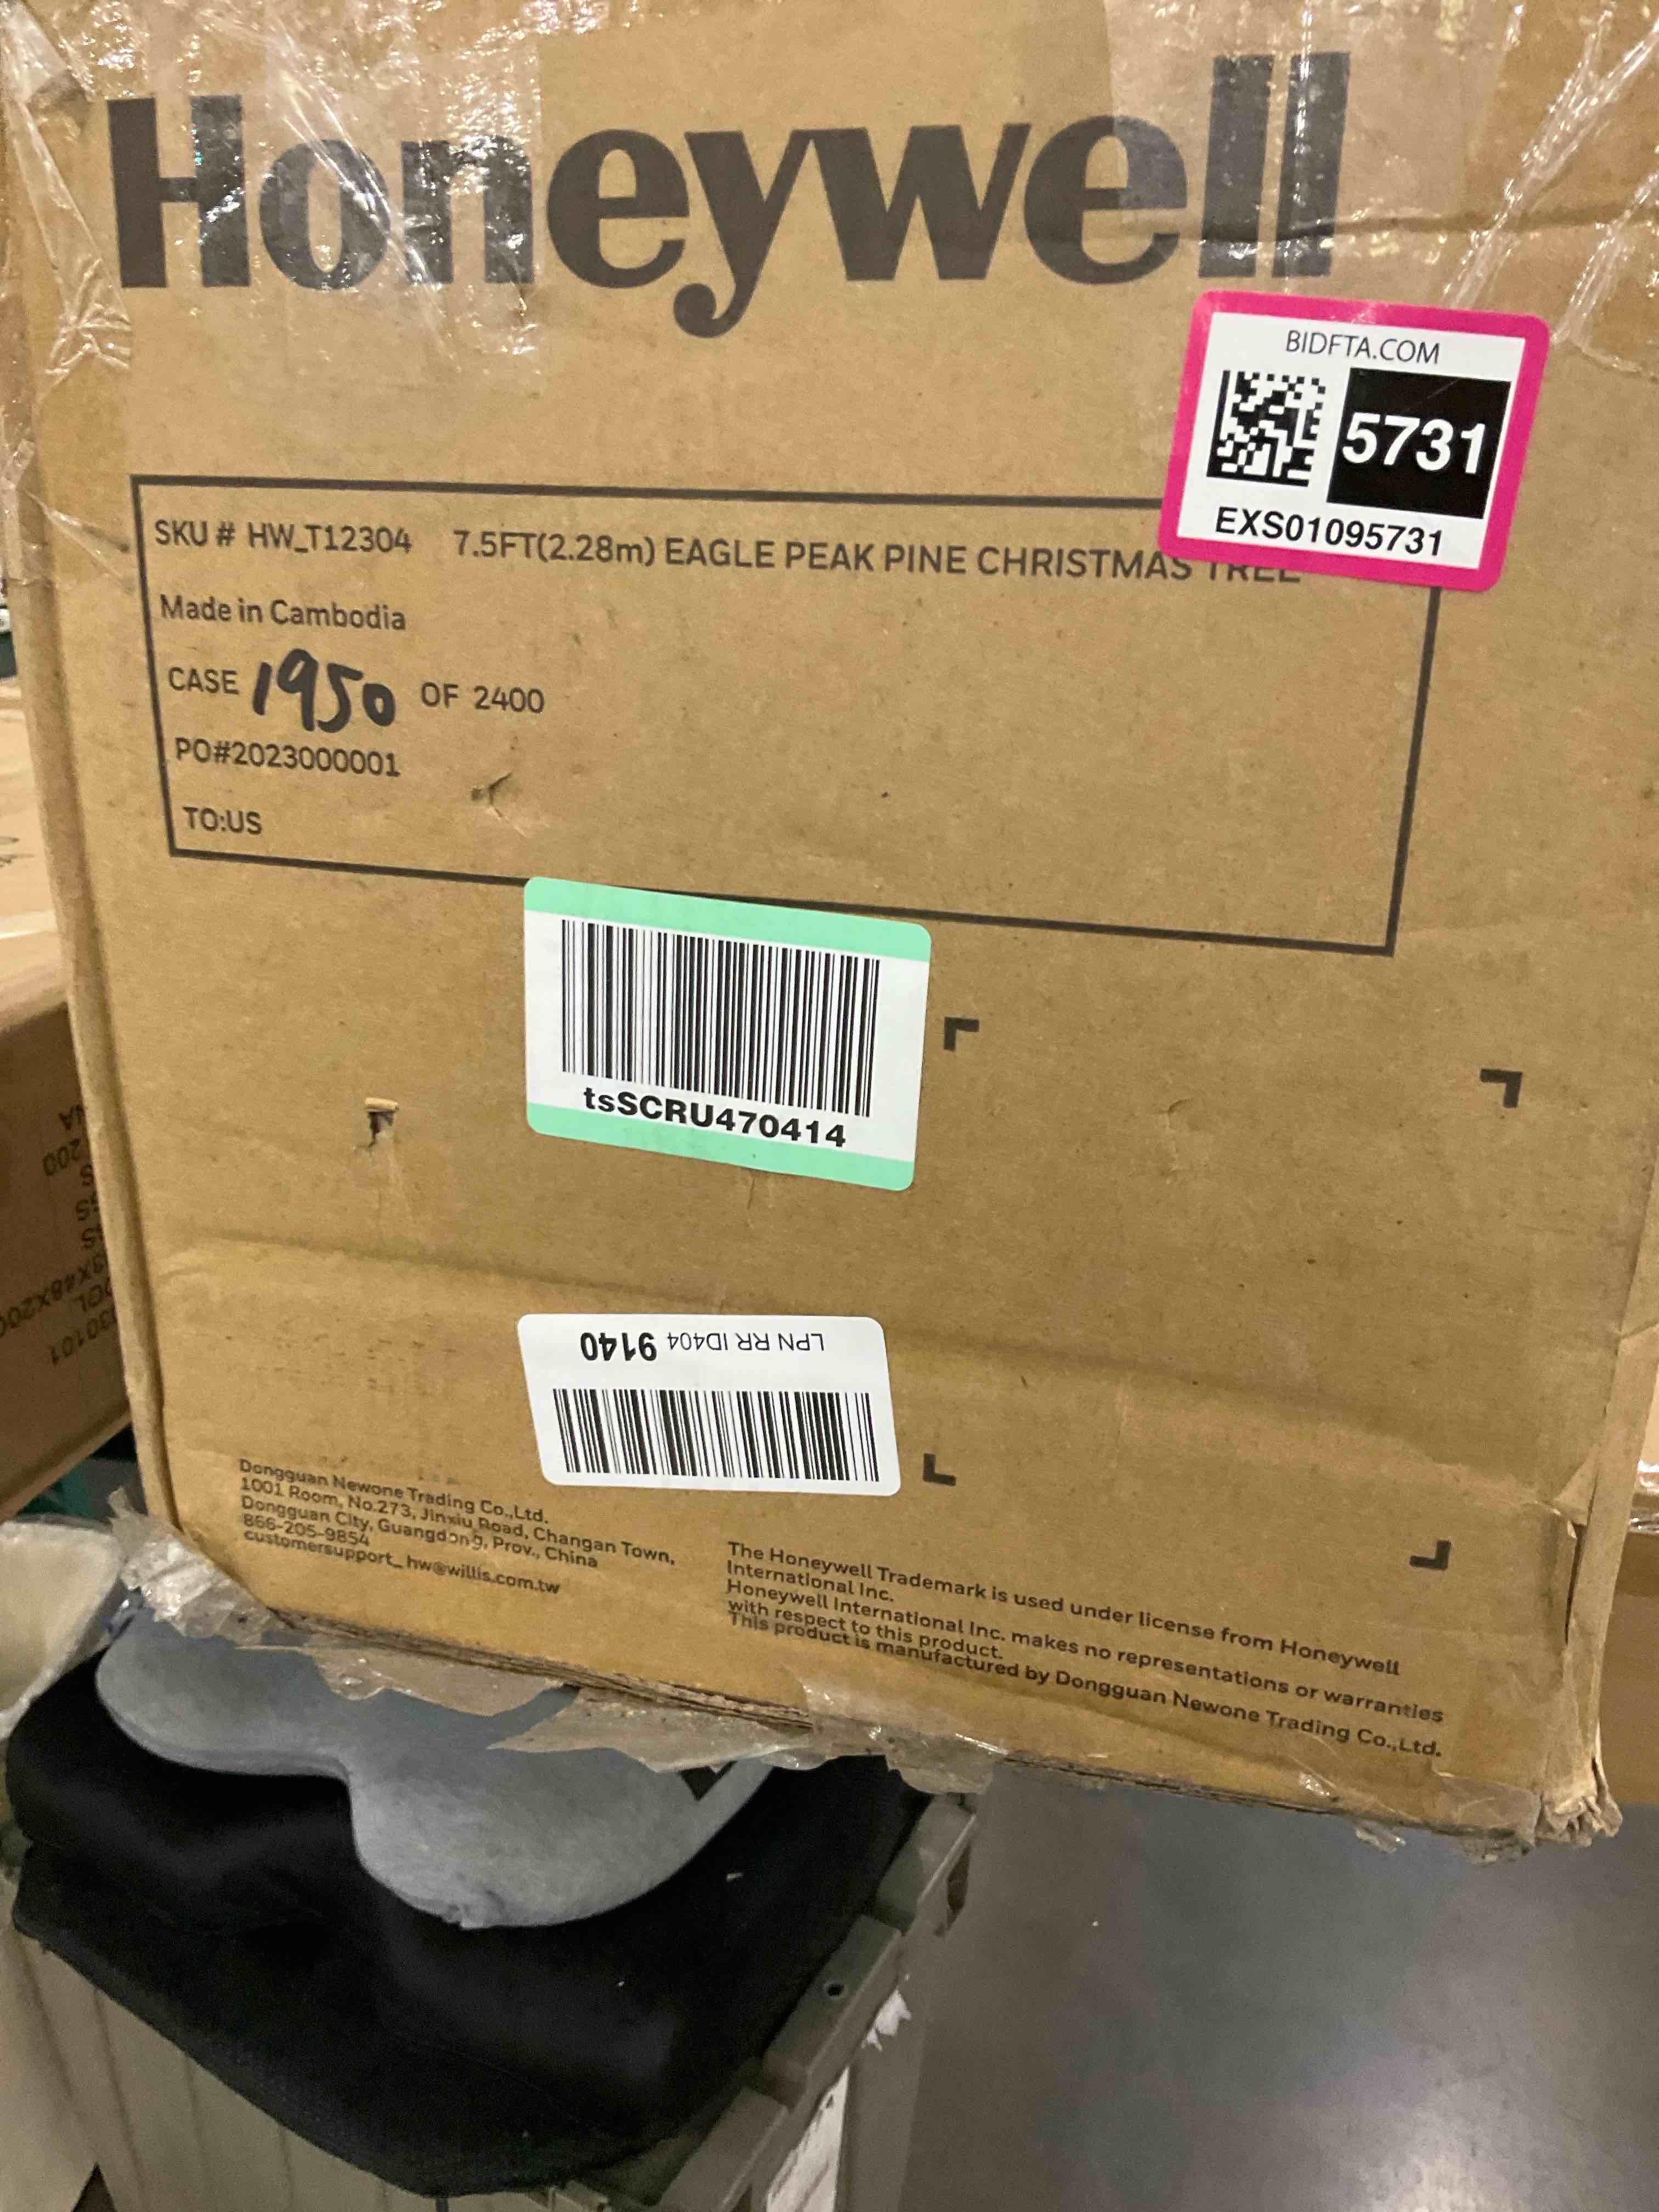 Honeywell
BIDFTA.COM
5731
EXS01095731
SKU # HW_T12304 7.5FT(2.28m) EAGLE PEAK PINE CHRISTMAS TREE
Made in Cambodia
CASE 1950 OF 2400
PO#2023000001
TO:US
tsSCRU470414
LPN RR ID404 9140
Dongguan Newone Trading Co.,Ltd.
1001 Room, No.273, Jinxiu Road, Changan Town,
Dongguan City, Guangdong, Prov., China
866-205-9854
customersupport_hw@willis.com.tw
The Honeywell Trademark is used under license from Honeywell
International Inc.
Honeywell International Inc. makes no representations or warranties
with respect to this product.
This product is manufactured by Dongguan Newone Trading Co.,Ltd.